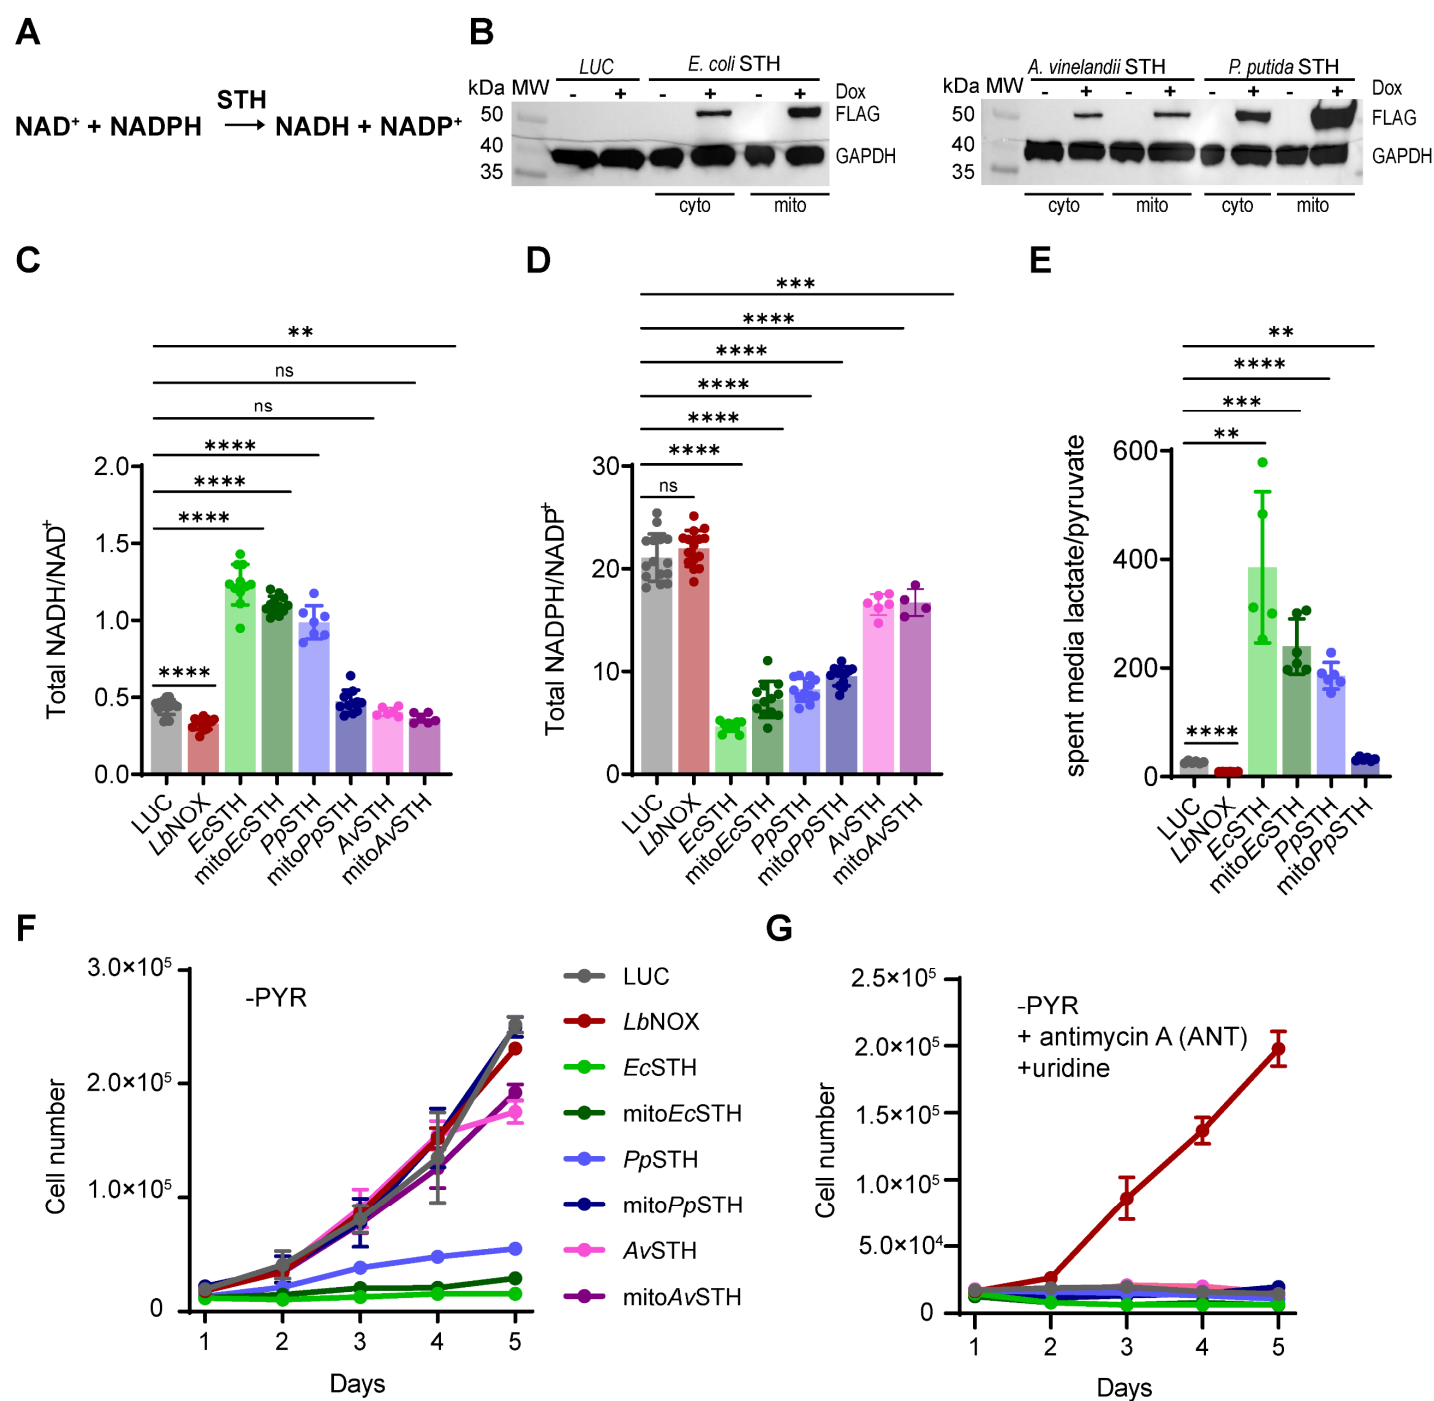 A
STH
NAD⁺ + NADPH → NADH + NADP⁺
B
LUC E. coli STH
kDa MW - + - + - + Dox
50 FLAG
40 GAPDH
35
cyto mito
A. vinelandii STH P. putida STH
kDa MW - + - + - + - + Dox
50 FLAG
40 GAPDH
35
cyto mito cyto mito
C
**
ns
ns
****
****
****
****
Total NADH/NAD⁺
2.0
1.5
1.0
0.5
0.0
LUC
LbNOX
EcSTH
mitoEcSTH
PpSTH
mitoPpSTH
AvSTH
mitoAvSTH
D
***
****
****
****
****
****
ns
Total NADPH/NADP⁺
30
20
10
0
LUC
LbNOX
EcSTH
mitoEcSTH
PpSTH
mitoPpSTH
AvSTH
mitoAvSTH
E
**
****
***
**
****
spent media lactate/pyruvate
600
400
200
0
LUC
LbNOX
EcSTH
mitoEcSTH
PpSTH
mitoPpSTH
F
-PYR
Cell number
3.0×10⁵
2.0×10⁵
1.0×10⁵
0
1 2 3 4 5
Days
LUC
LbNOX
EcSTH
mitoEcSTH
PpSTH
mitoPpSTH
AvSTH
mitoAvSTH
G
-PYR
+ antimycin A (ANT)
+uridine
Cell number
2.5×10⁵
2.0×10⁵
1.5×10⁵
1.0×10⁵
5.0×10⁴
0
1 2 3 4 5
Days